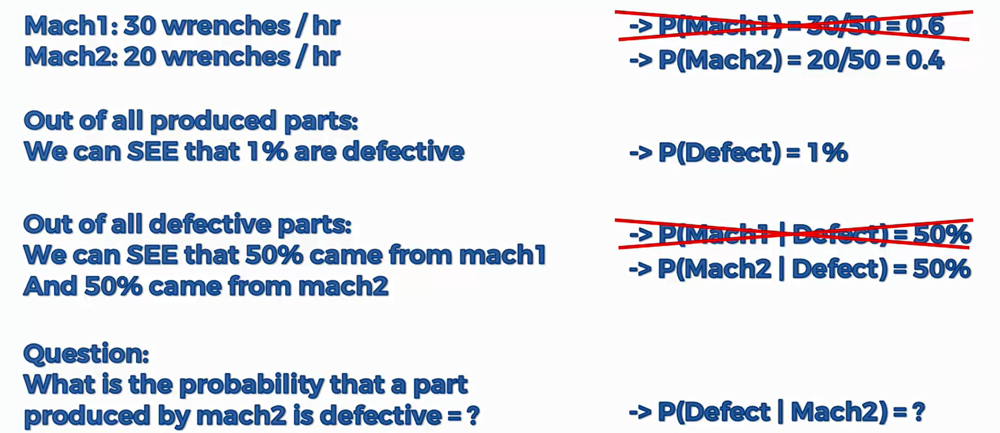 Mach1: 30 wrenches / hr
Mach2: 20 wrenches / hr
-> P(Mach1) = 30/50 = 0.6
-> P(Mach2) = 20/50 = 0.4
Out of all produced parts:
We can SEE that 1% are defective
-> P(Defect) = 1%
Out of all defective parts:
We can SEE that 50% came from mach1
And 50% came from mach2
-> P(Mach1 | Defect) = 50%
-> P(Mach2 | Defect) = 50%
Question:
What is the probability that a part
produced by mach2 is defective = ?
-> P(Defect | Mach2) = ?